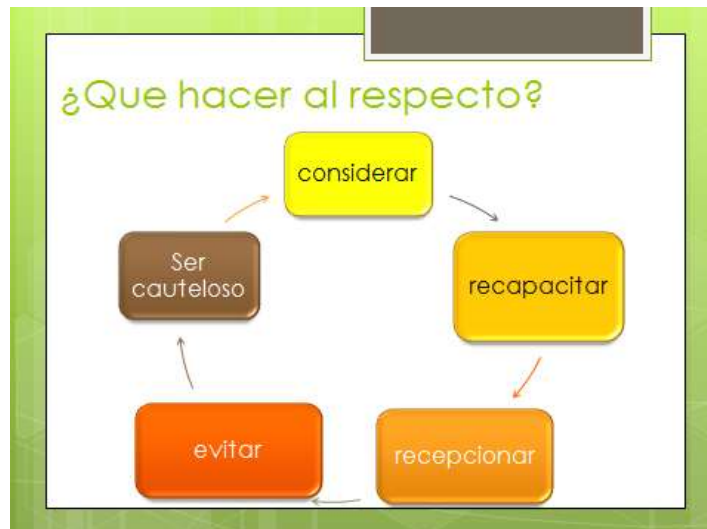 ¿Que hacer al respecto?
considerar
recapacitar
recepcionar
evitar
Ser
cauteloso